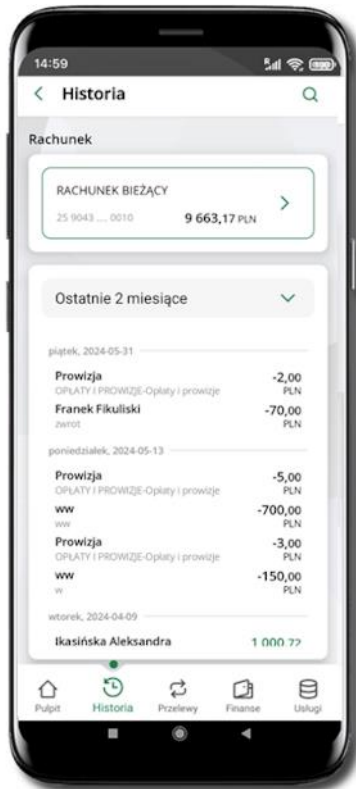 14:59
Historia
Rachunek
RACHUNEK BIEŻĄCY
25 9043 .... 0010 9 663,17 PLN
Ostatnie 2 miesiące
piątek, 2024-05-31
Prowizja -2,00
OPŁATY I PROWIZJE-Opłaty i prowizje PLN
Franek Fikuliski -70,00
zwrot PLN
poniedziałek, 2024-05-13
Prowizja -5,00
OPŁATY I PROWIZJE-Opłaty i prowizje PLN
ww -700,00
ww PLN
Prowizja -3,00
OPŁATY I PROWIZJE-Opłaty i prowizje PLN
ww -150,00
w PLN
wtorek, 2024-04-09
Ikasińska Aleksandra 1 000,72
Pulpit Historia Przelewy Finanse Usługi